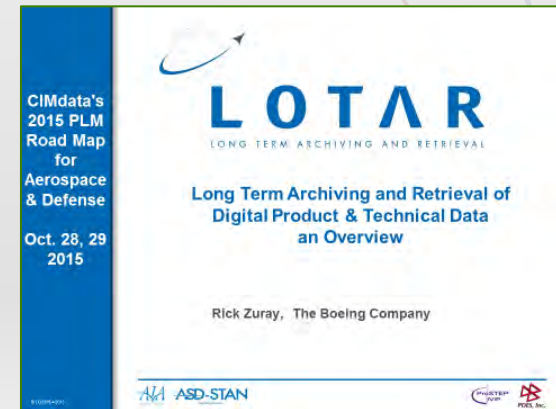 CIMdata's
2015 PLM
Road Map
for
Aerospace
& Defense
Oct. 28, 29
2015
LOTAR
LONG TERM ARCHIVING AND RETRIEVAL
Long Term Archiving and Retrieval of
Digital Product & Technical Data
an Overview
Rick Zuray, The Boeing Company
AIA ASD-STAN
PDES, Inc.